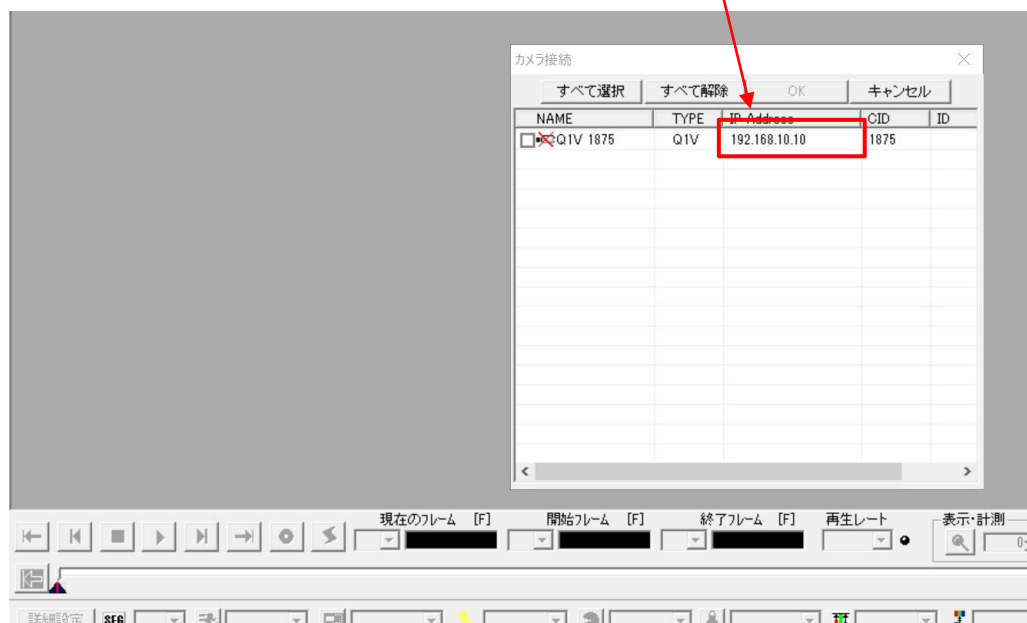 カメラ接続
すべて選択 すべて解除 OK キャンセル
NAME TYPE IP Address CID ID
Q1V 1875 Q1V 192.168.10.10 1875
現在のフレーム [F] 開始フレーム [F] 終了フレーム [F] 再生レート 表示・計測
詳細設定 SEG